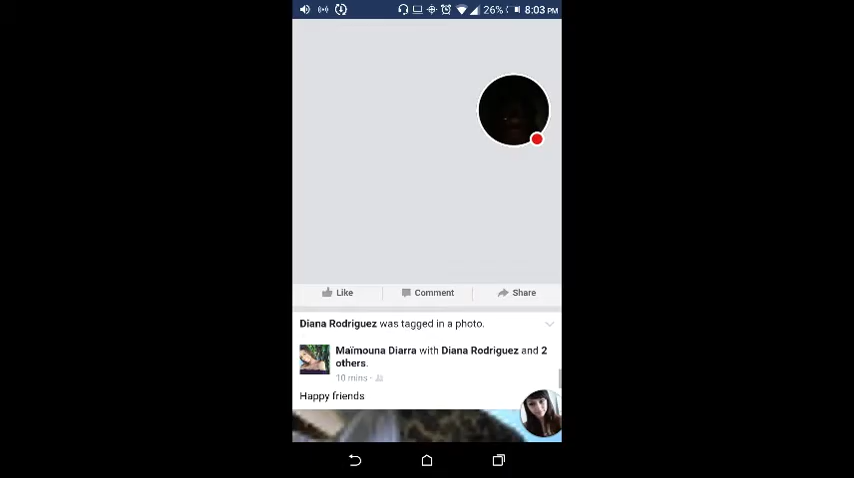 26% 8:03 PM
Like Comment Share
Diana Rodriguez was tagged in a photo.
Maïmouna Diarra with Diana Rodriguez and 2
others.
10 mins ·
Happy friends